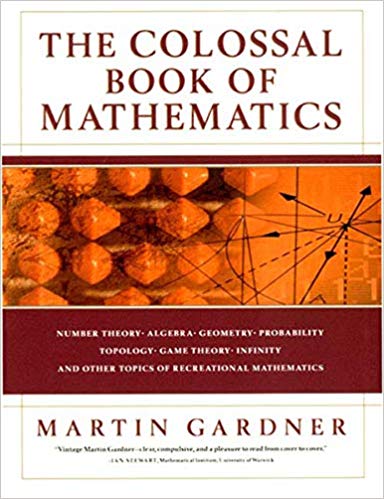 THE COLOSSAL
BOOK OF
MATHEMATICS
U
NUMBER THEORY · ALGEBRA · GEOMETRY · PROBABILITY
TOPOLOGY · GAME THEORY · INFINITY
AND OTHER TOPICS OF RECREATIONAL MATHEMATICS
MARTIN GARDNER
"Vintage Martin Gardner—clear, compulsive, and a pleasure to read from cover to cover."
—IAN STEWART, Mathematical Institute, University of Warwick